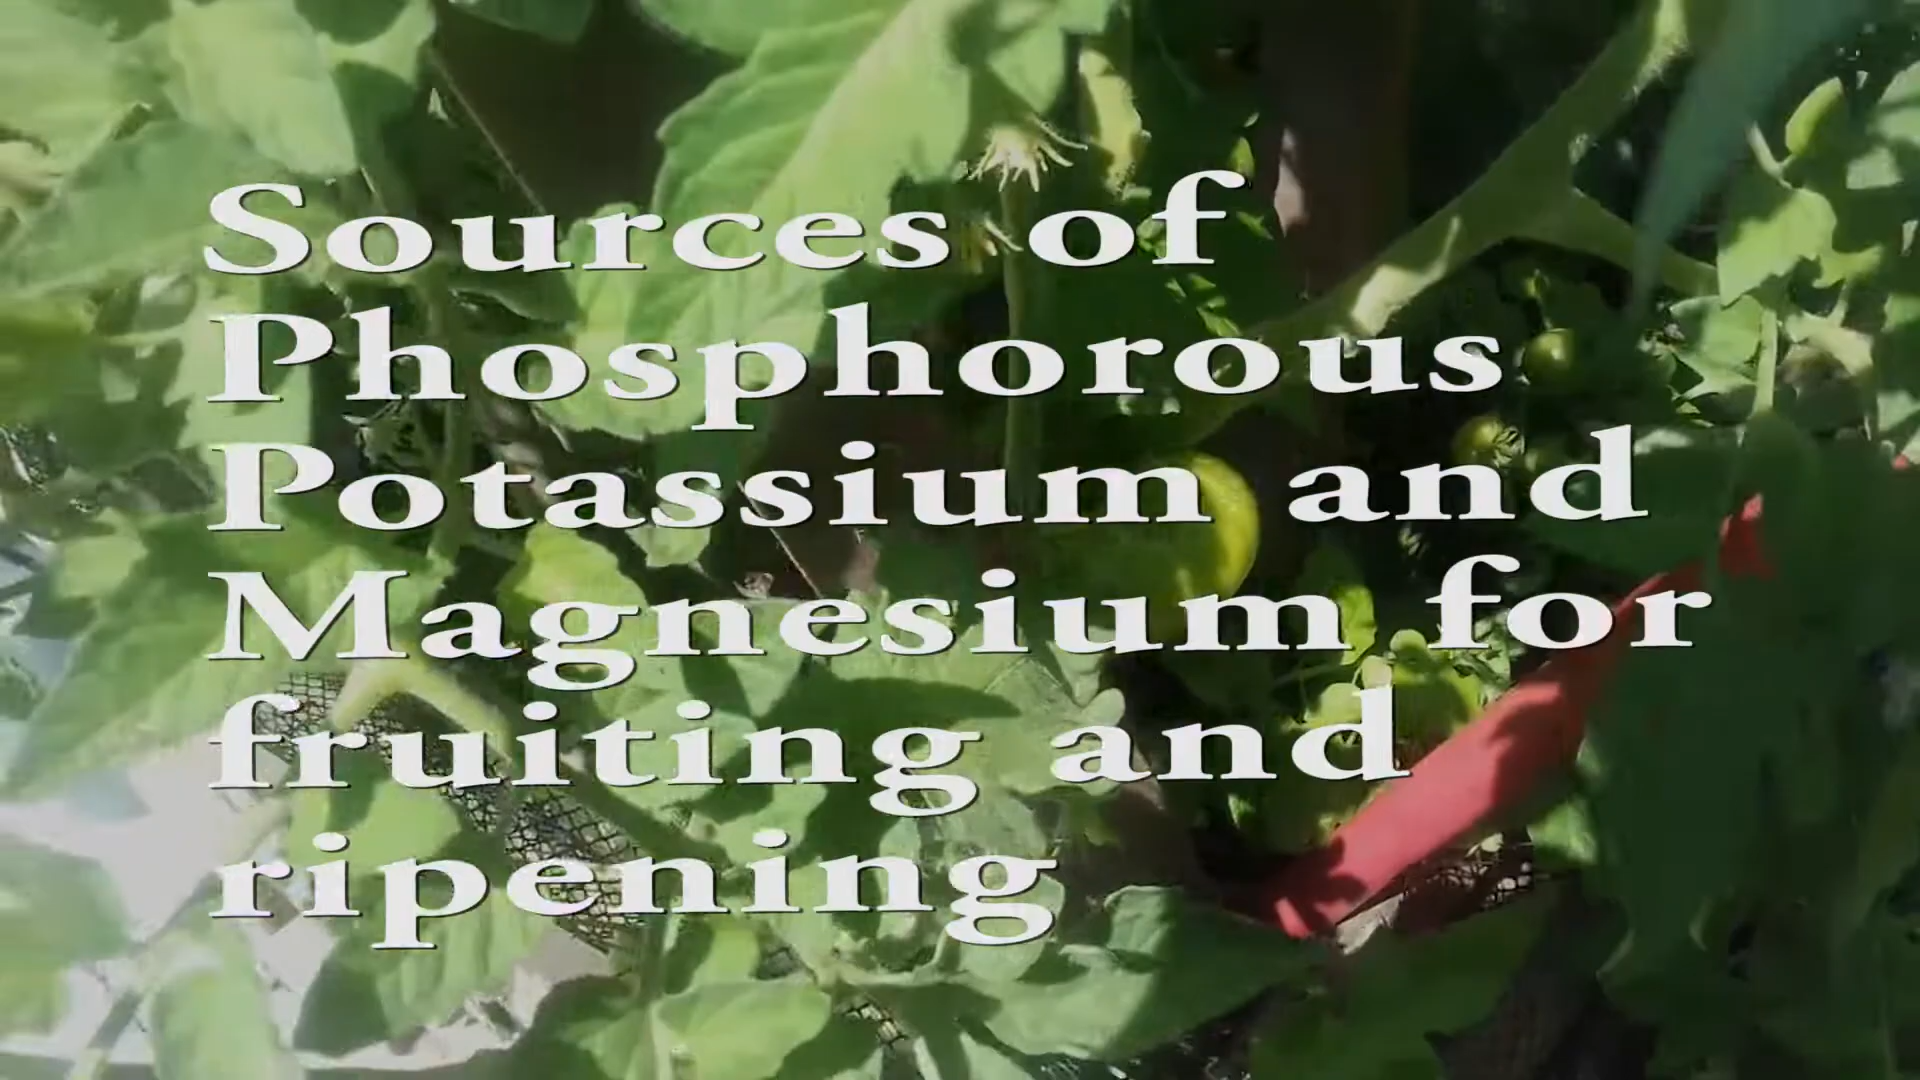 Sources of
Phosphorous
Potassium and
Magnesium for
fruiting and
ripening